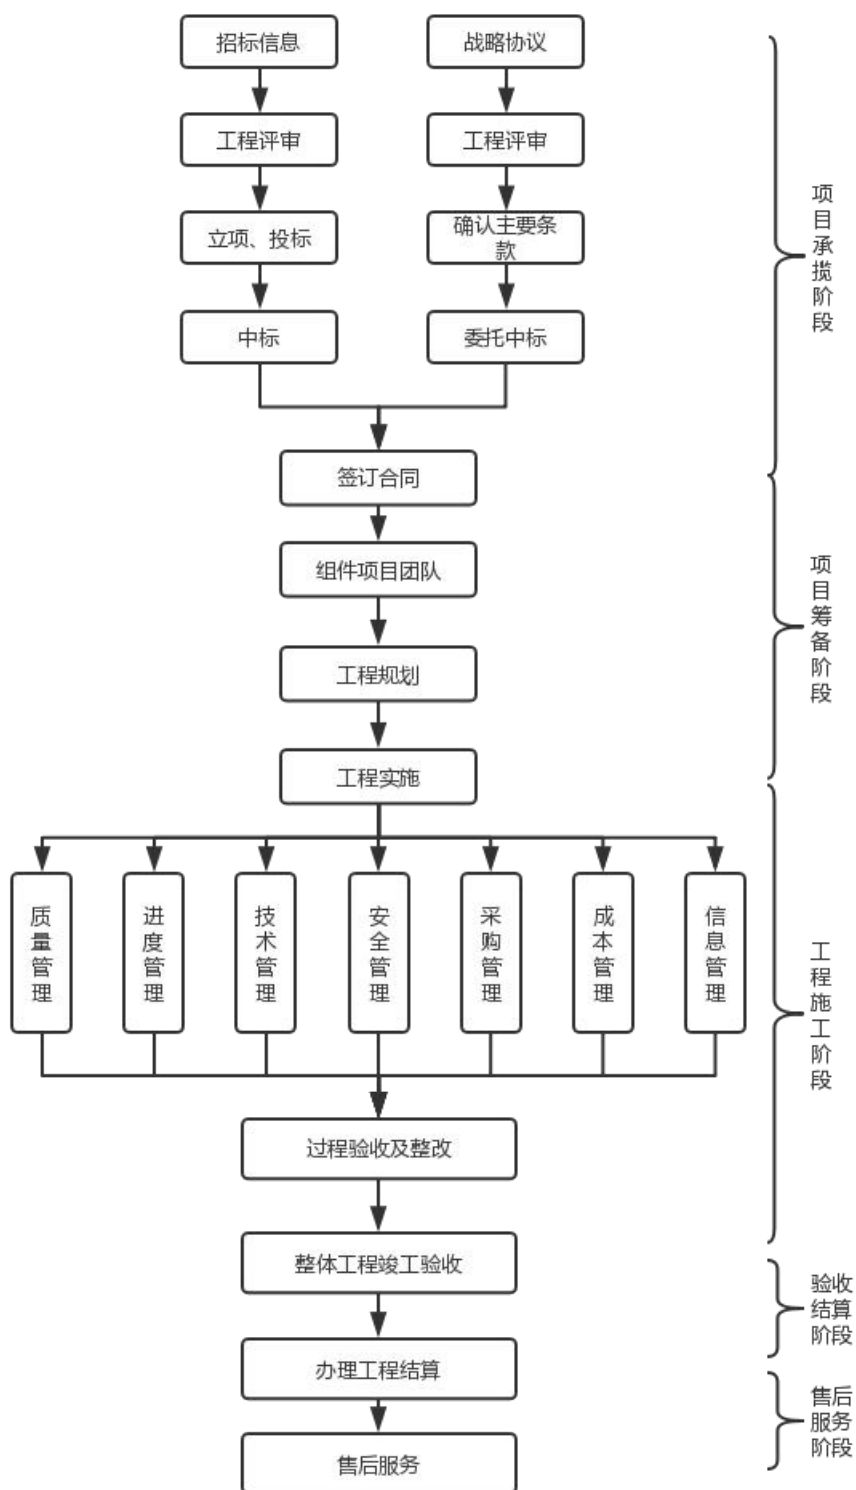 招标信息
战略协议
工程评审
工程评审
立项、投标
确认主要条
款
中标
委托中标
项目承揽阶段
签订合同
组件项目团队
工程规划
工程实施
项目筹备阶段
质量管理
进度管理
技术管理
安全管理
采购管理
成本管理
信息管理
过程验收及整改
工程施工阶段
整体工程竣工验收
办理工程结算
验收
结算
阶段
售后服务
售后
服务
阶段